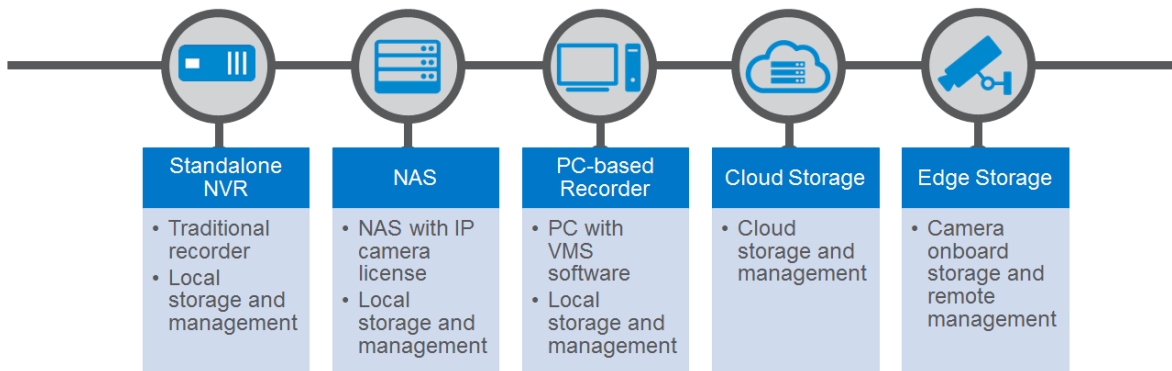 Standalone
NVR
• Traditional
recorder
• Local
storage and
management
NAS
• NAS with IP
camera
license
• Local
storage and
management
PC-based
Recorder
• PC with
VMS
software
• Local
storage and
management
Cloud Storage
• Cloud
storage and
management
Edge Storage
• Camera
onboard
storage and
remote
management